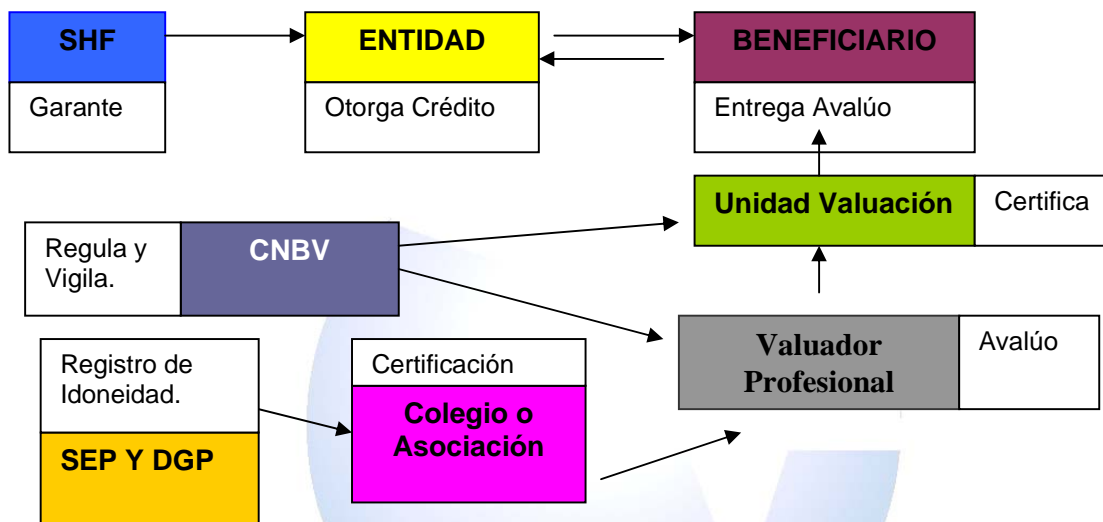 SHF
Garante
ENTIDAD
Otorga Crédito
BENEFICIARIO
Entrega Avalúo
Unidad Valuación
Certifica
Regula y
Vigila.
CNBV
Valuador
Profesional
Avalúo
Registro de
Idoneidad.
SEP Y DGP
Certificación
Colegio o
Asociación